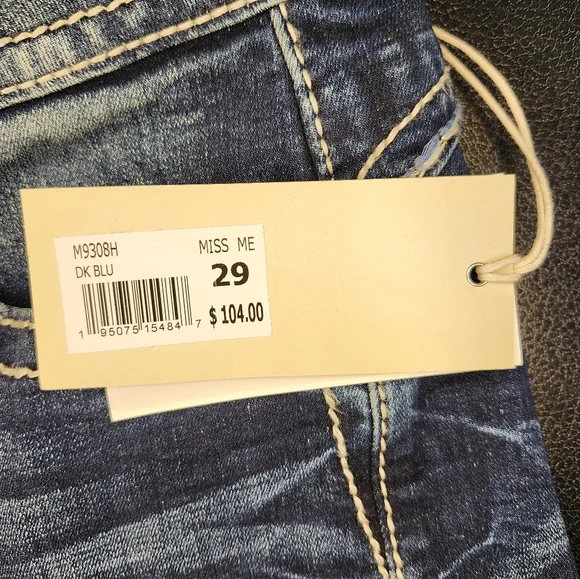 M9308H MISS ME
DK BLU 29
$ 104.00
1 95075 15484 7